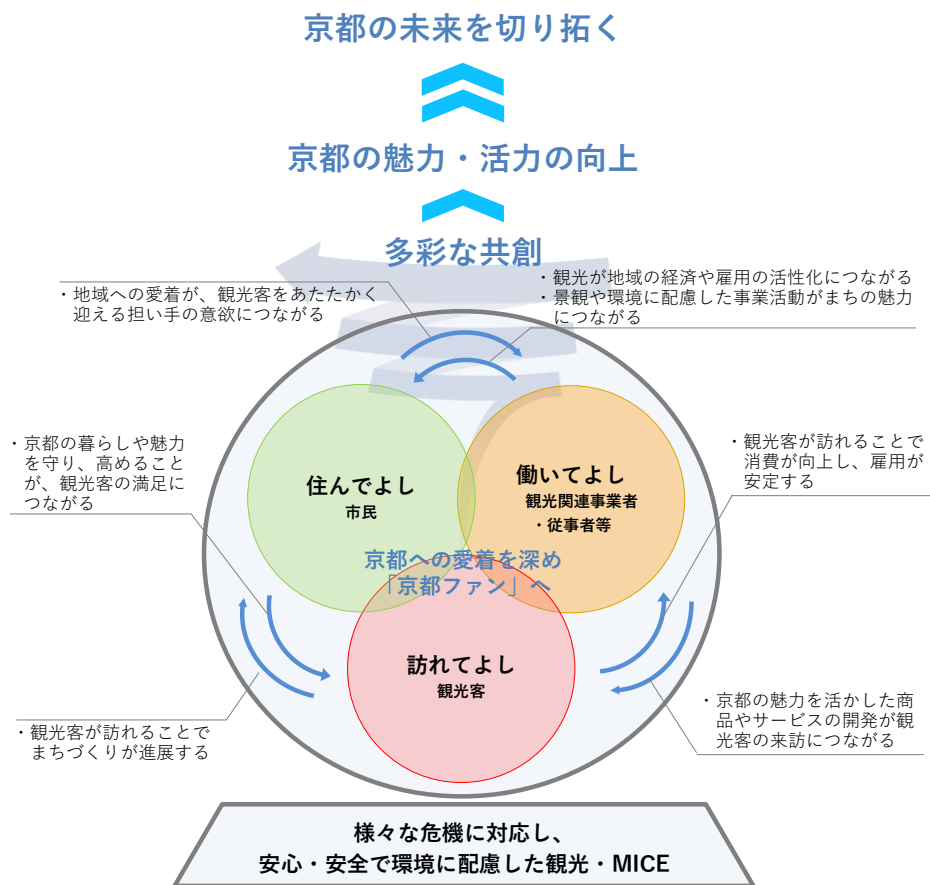 京都の未来を切り拓く
京都の魅力・活力の向上
多彩な共創
・地域への愛着が、観光客をあたたかく
迎える担い手の意欲につながる
・観光が地域の経済や雇用の活性化につながる
・景観や環境に配慮した事業活動がまちの魅力
につながる
・京都の暮らしや魅力
を守り、高めること
が、観光客の満足に
つながる
・観光客が訪れることで
消費が向上し、雇用が
安定する
住んでよし
市民
働いてよし
観光関連事業者
・従事者等
京都への愛着を深め
「京都ファン」へ
訪れてよし
観光客
・観光客が訪れることで
まちづくりが進展する
・京都の魅力を活かした商
品やサービスの開発が観
光客の来訪につながる
様々な危機に対応し、
安心・安全で環境に配慮した観光・MICE